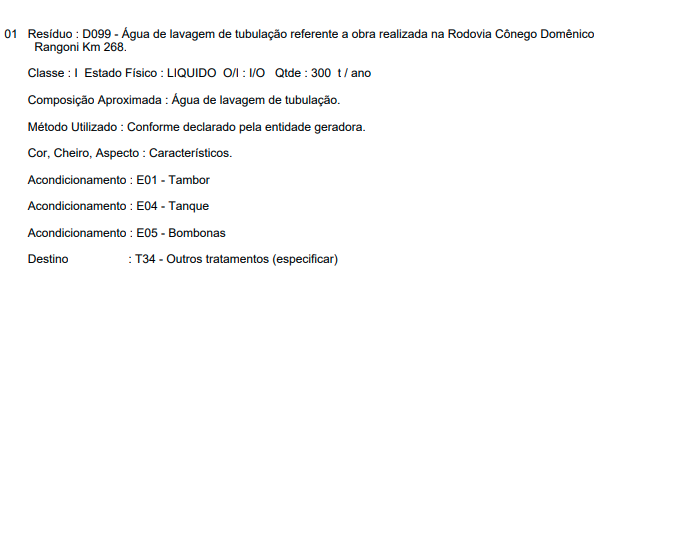 01 Resíduo : D099 - Água de lavagem de tubulação referente a obra realizada na Rodovia Cônego Domênico
Rangoni Km 268.
Classe : I Estado Físico : LIQUIDO O/I : I/O Qtde : 300 t / ano
Composição Aproximada : Água de lavagem de tubulação.
Método Utilizado : Conforme declarado pela entidade geradora.
Cor, Cheiro, Aspecto : Característicos.
Acondicionamento : E01 - Tambor
Acondicionamento : E04 - Tanque
Acondicionamento : E05 - Bombonas
Destino : T34 - Outros tratamentos (especificar)